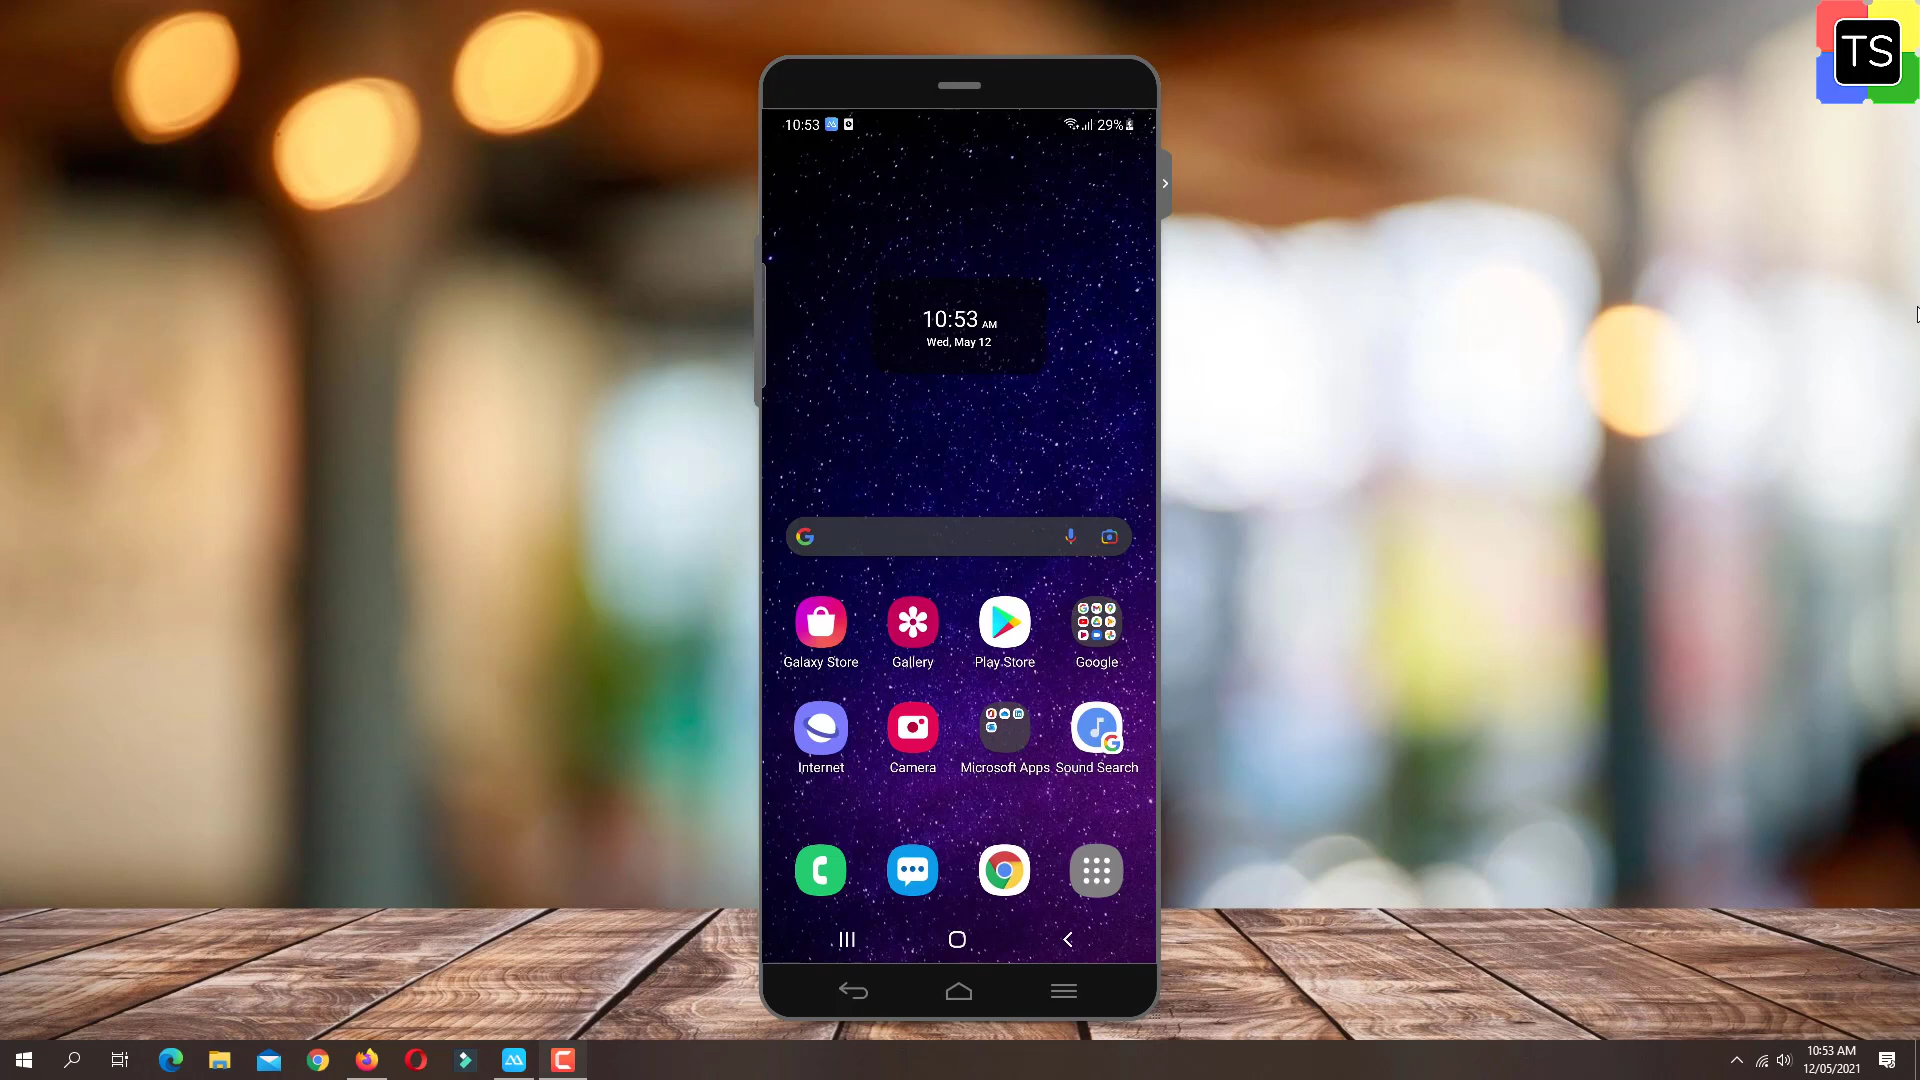 TS
10:53
29%
10:53 AM
Wed, May 12
Galaxy Store
Gallery
Play Store
Google
Internet
Camera
Microsoft Apps
Sound Search
10:53 AM
12/05/2021